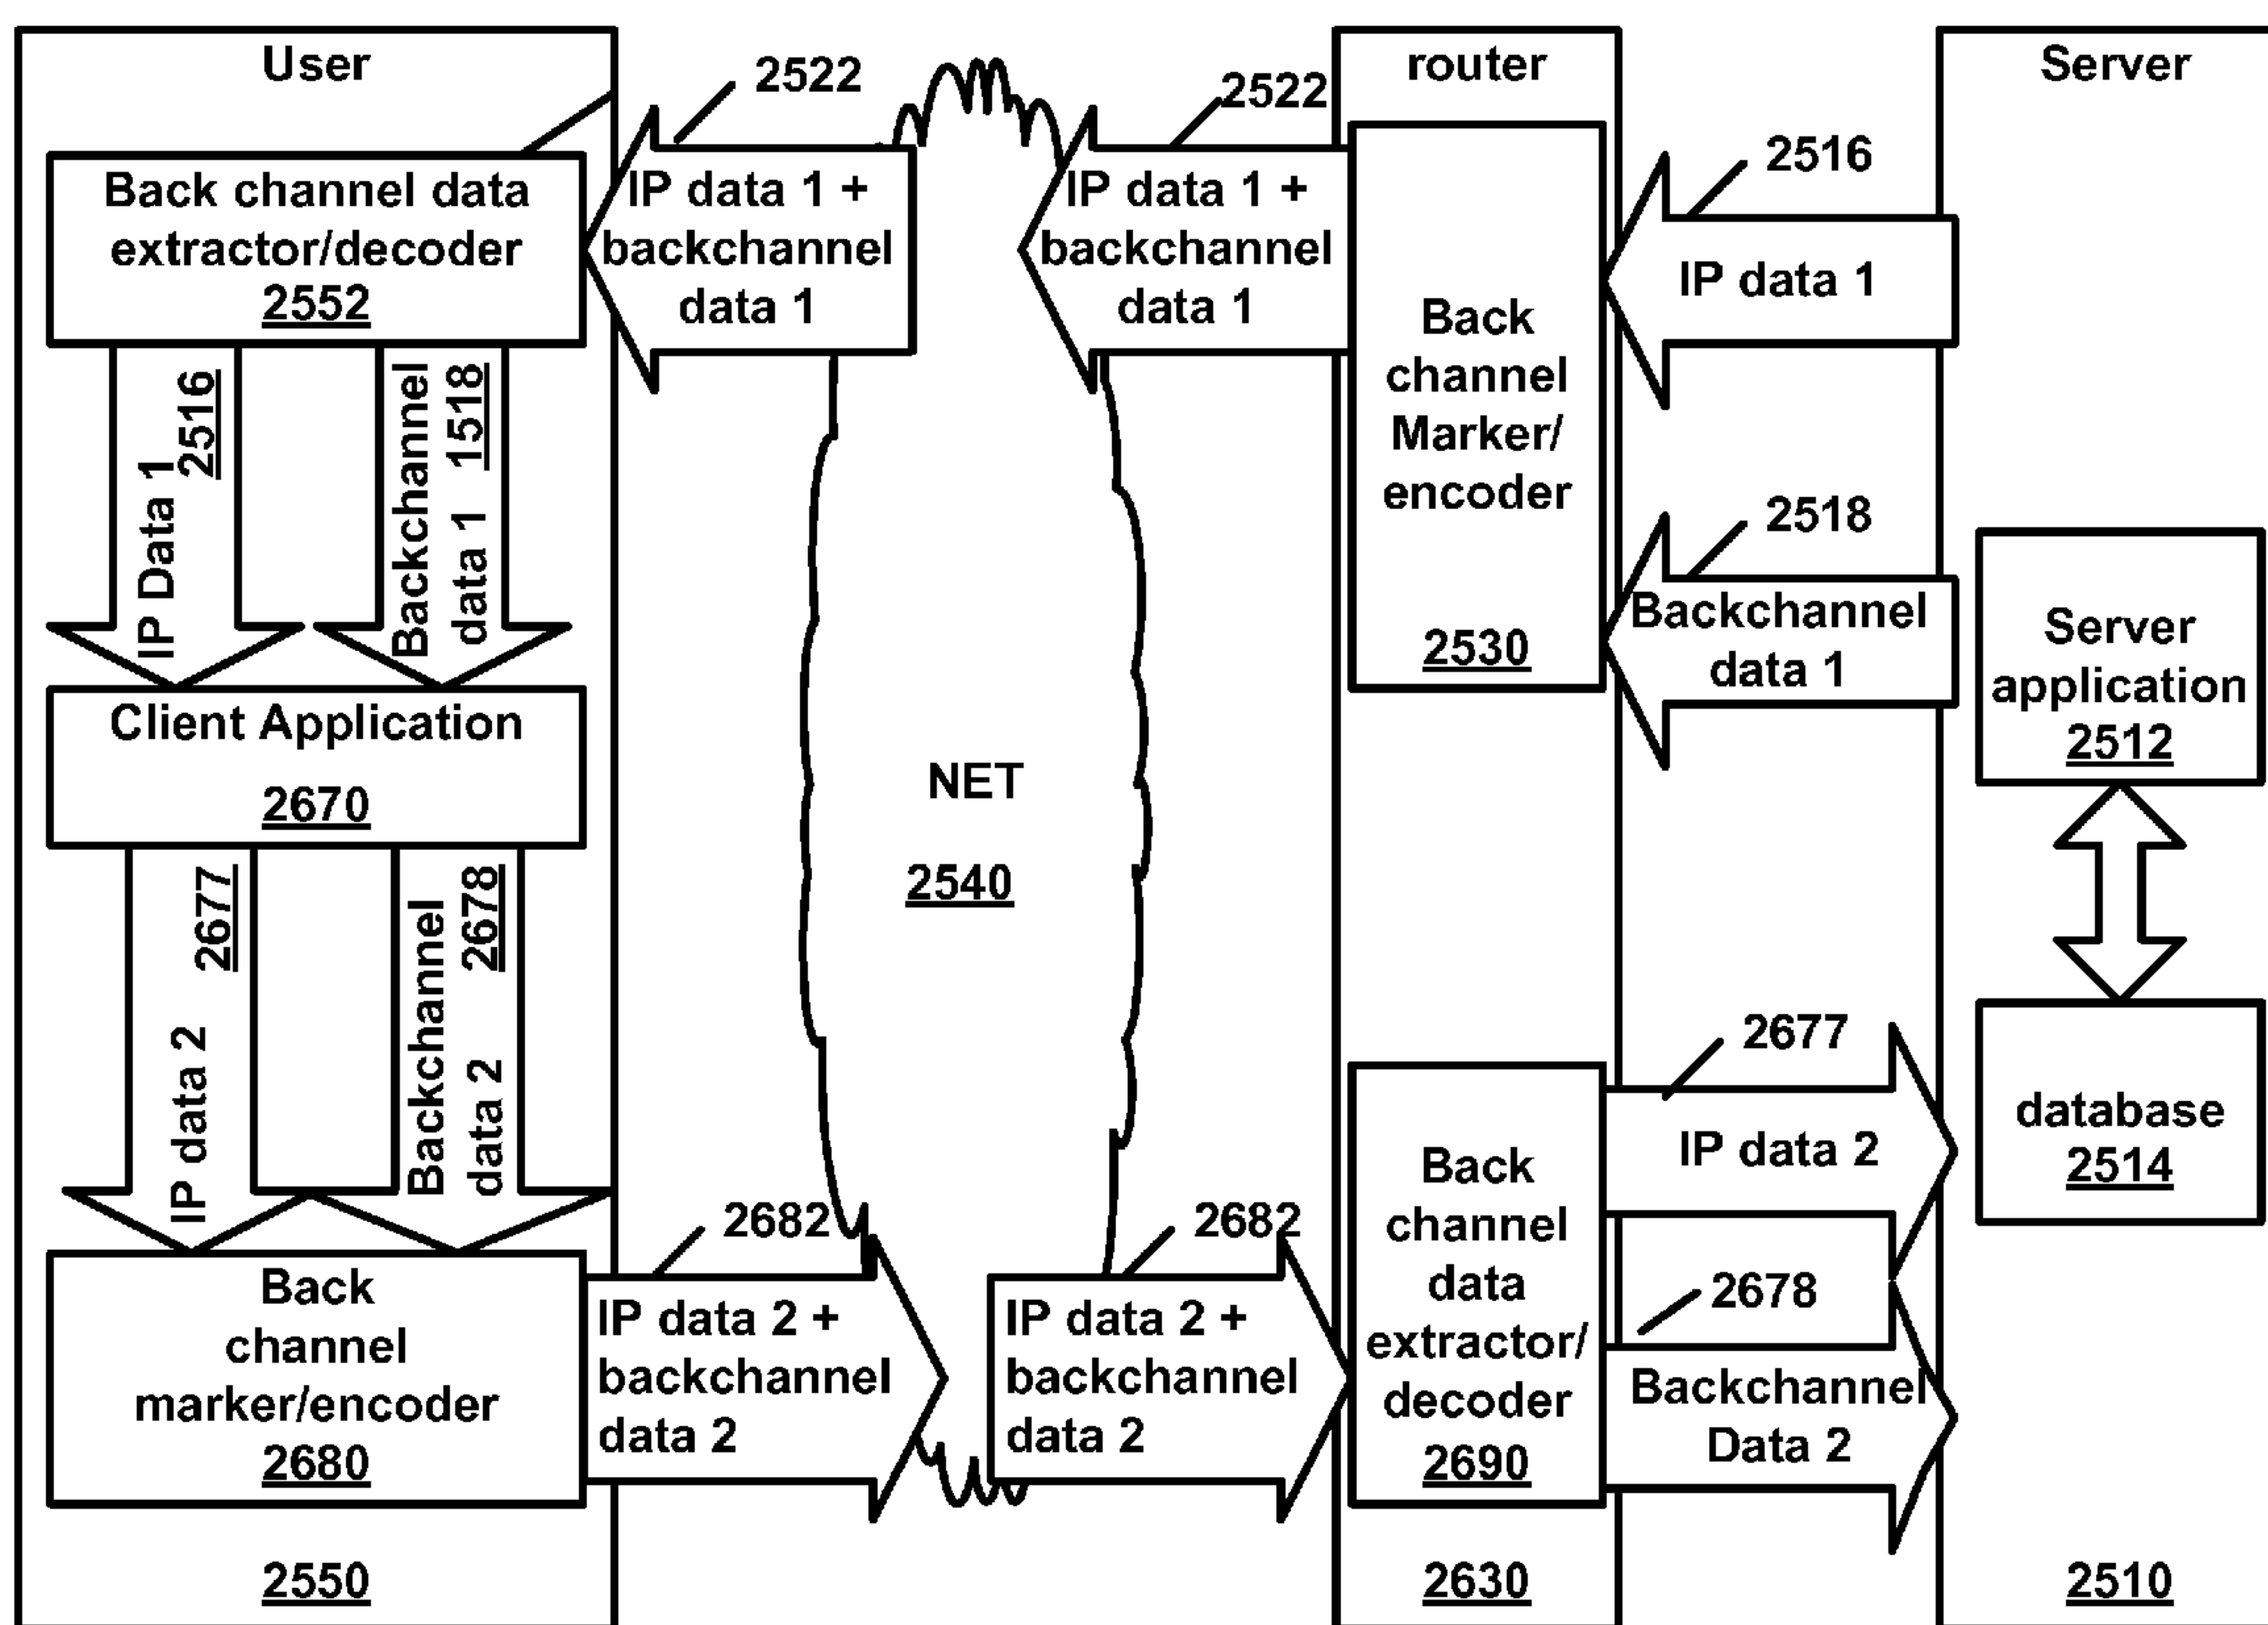 User
Back channel data
extractor/decoder
2552
IP Data 1
2516
Backchannel
data 1 1518
Client Application
2670
IP data 2 2677
Backchannel
data 2 2678
Back
channel
marker/encoder
2680
2550
2522
IP data 1 +
backchannel
data 1
2522
IP data 1 +
backchannel
data 1
NET
2540
2682
IP data 2 +
backchannel
data 2
2682
IP data 2 +
backchannel
data 2
router
Back
channel
Marker/
encoder
2530
Back
channel
data
extractor/
decoder
2690
2630
2516
IP data 1
2518
Backchannel
data 1
2677
IP data 2
2678
Backchannel
Data 2
Server
Server
application
2512
database
2514
2510